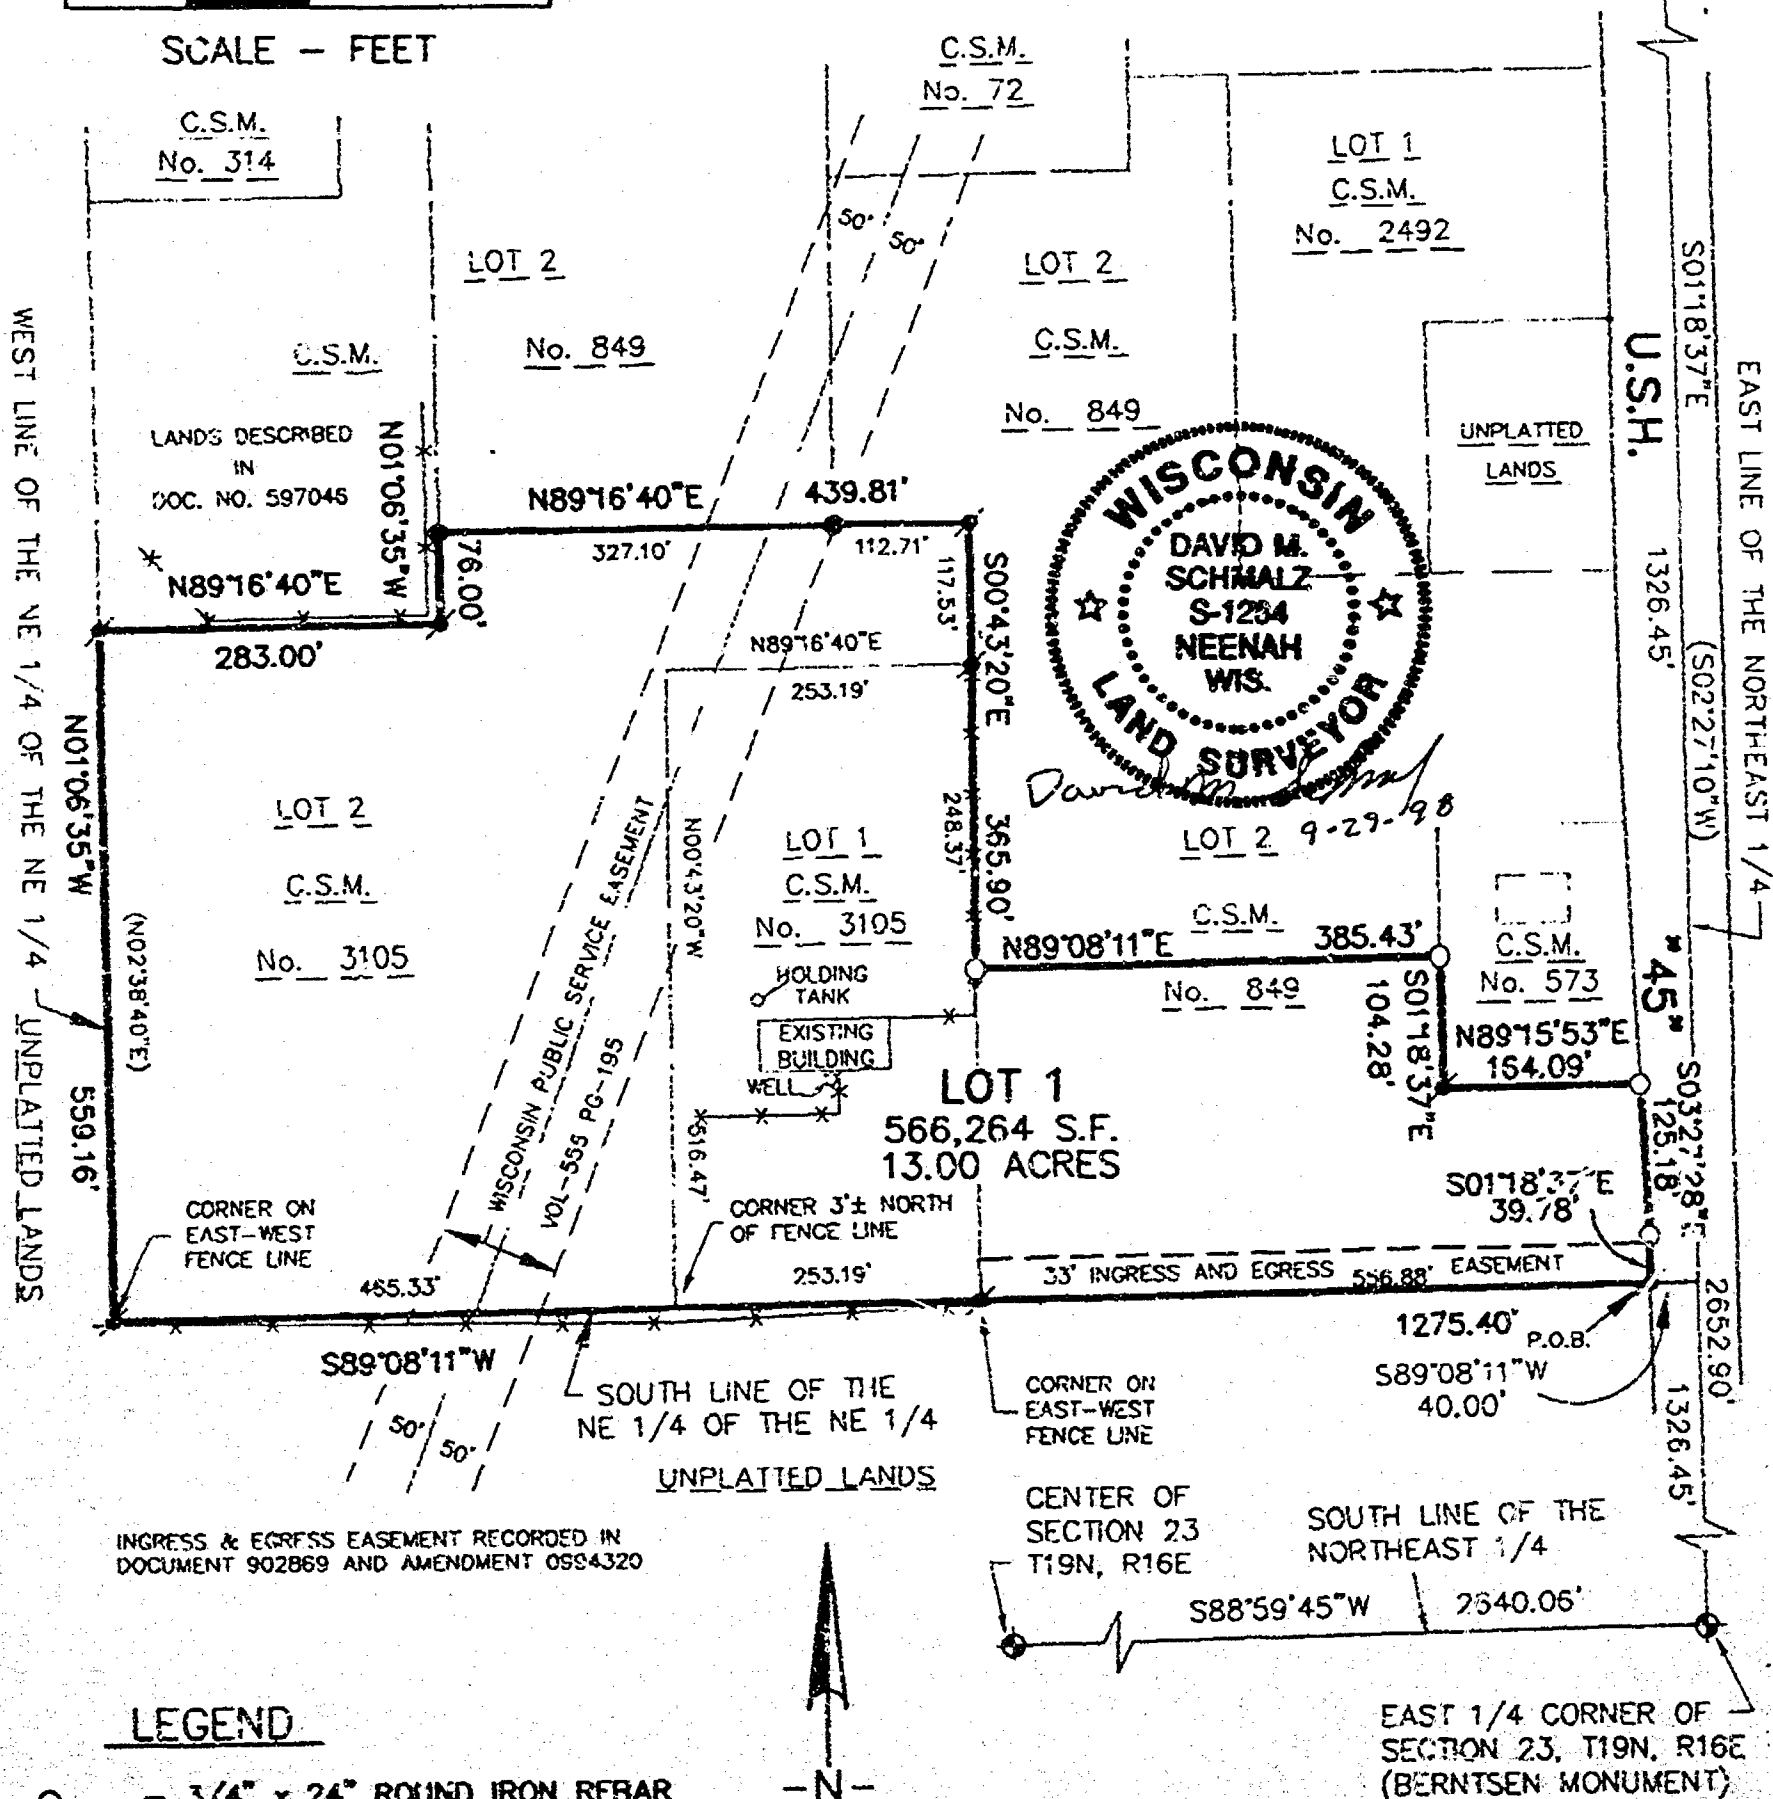 SCALE – FEET
C.S.M.
No. 72
C.S.M.
No. 314
LOT 1
C.S.M.
No. 2492
LOT 2
C.S.M.
No. 849
LOT 2
C.S.M.
No. 849
UNPLATTED
LANDS
U.S.H.
"45"
S01°18'37"E
1326.45'
(S02°27'10"W)
EAST LINE OF THE NORTHEAST 1/4
WEST LINE OF THE NE 1/4 OF THE NE 1/4
UNPLATTED LANDS
LANDS DESCRIBED
IN
DOC. NO. 597046
N01°06'35"W
76.00'
N89°16'40"E
283.00'
N89°16'40"E 439.81'
327.10'
112.71'
50'
50'
117.53'
S00°43'20"E
365.90'
248.37'
N89°16'40"E
253.19'
WISCONSIN
LAND SURVEYOR
DAVID M.
SCHMALZ
S-1284
NEENAH
WIS.
David M. Schmalz
9-29-98
N01°06'35"W
(N02°38'40"E)
559.16'
LOT 2
C.S.M.
No. 3105
WISCONSIN PUBLIC SERVICE EASEMENT
VOL-555 PG-195
N00°43'20"W
516.47'
LOT 1
C.S.M.
No. 3105
HOLDING
TANK
EXISTING
BUILDING
WELL
LOT 2
C.S.M.
No. 849
N89°08'11"E 385.43'
S01°18'37"E
104.28'
C.S.M.
No. 573
N89°15'53"E
164.09'
S03°27'28"E
125.18'
LOT 1
566,264 S.F.
13.00 ACRES
S01°18'37"E
39.78'
CORNER ON
EAST-WEST
FENCE LINE
CORNER 3'± NORTH
OF FENCE LINE
465.33'
253.19'
33' INGRESS AND EGRESS EASEMENT
556.88'
S89°08'11"W
1275.40'
P.O.B.
S89°08'11"W
40.00'
2652.90'
1326.45'
50'
50'
SOUTH LINE OF THE
NE 1/4 OF THE NE 1/4
UNPLATTED LANDS
CORNER ON
EAST-WEST
FENCE LINE
INGRESS & EGRESS EASEMENT RECORDED IN
DOCUMENT 902869 AND AMENDMENT 0994320
CENTER OF
SECTION 23
T19N, R16E
SOUTH LINE OF THE
NORTHEAST 1/4
S88°59'45"W 2640.06'
EAST 1/4 CORNER OF
SECTION 23, T19N, R16E
(BERNTSEN MONUMENT)
-N-
LEGEND
O = 3/4" x 24" ROUND IRON REBAR